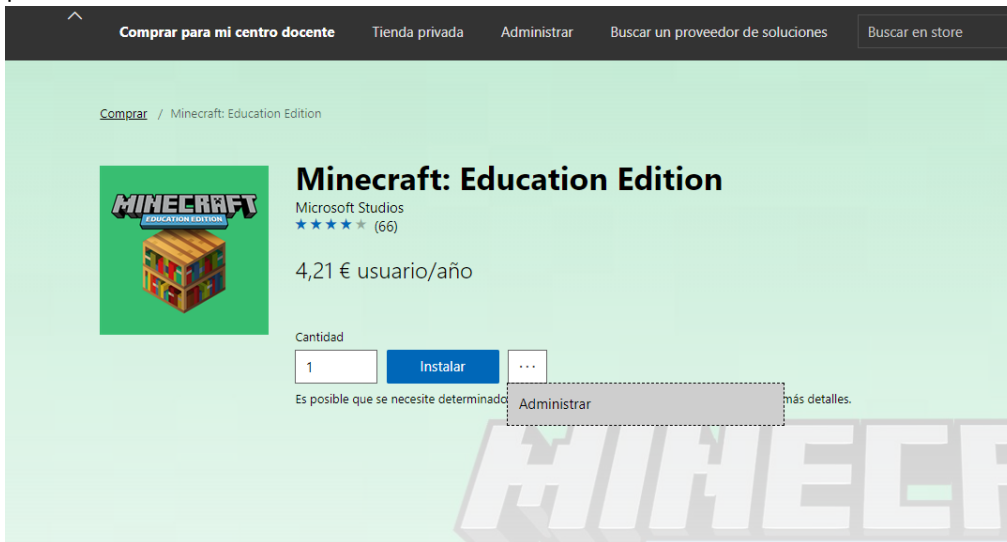 Comprar para mi centro docente
Tienda privada
Administrar
Buscar un proveedor de soluciones
Buscar en store
Comprar / Minecraft: Education Edition
MINECRAFT
EDUCATION EDITION
Minecraft: Education Edition
Microsoft Studios
(66)
4,21 € usuario/año
Cantidad
1
Instalar
...
Es posible que se necesite más detalles.
Administrar
MINECR